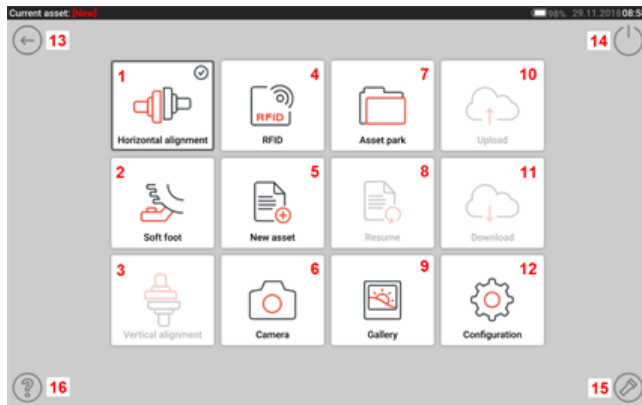 Current asset: [New] 98% 29.11.2018 08:5
13 14
1 4 7 10
RFID
Horizontal alignment RFID Asset park Upload
2 5 8 11
Soft foot New asset Resume Download
3 6 9 12
Vertical alignment Camera Gallery Configuration
? 16 15